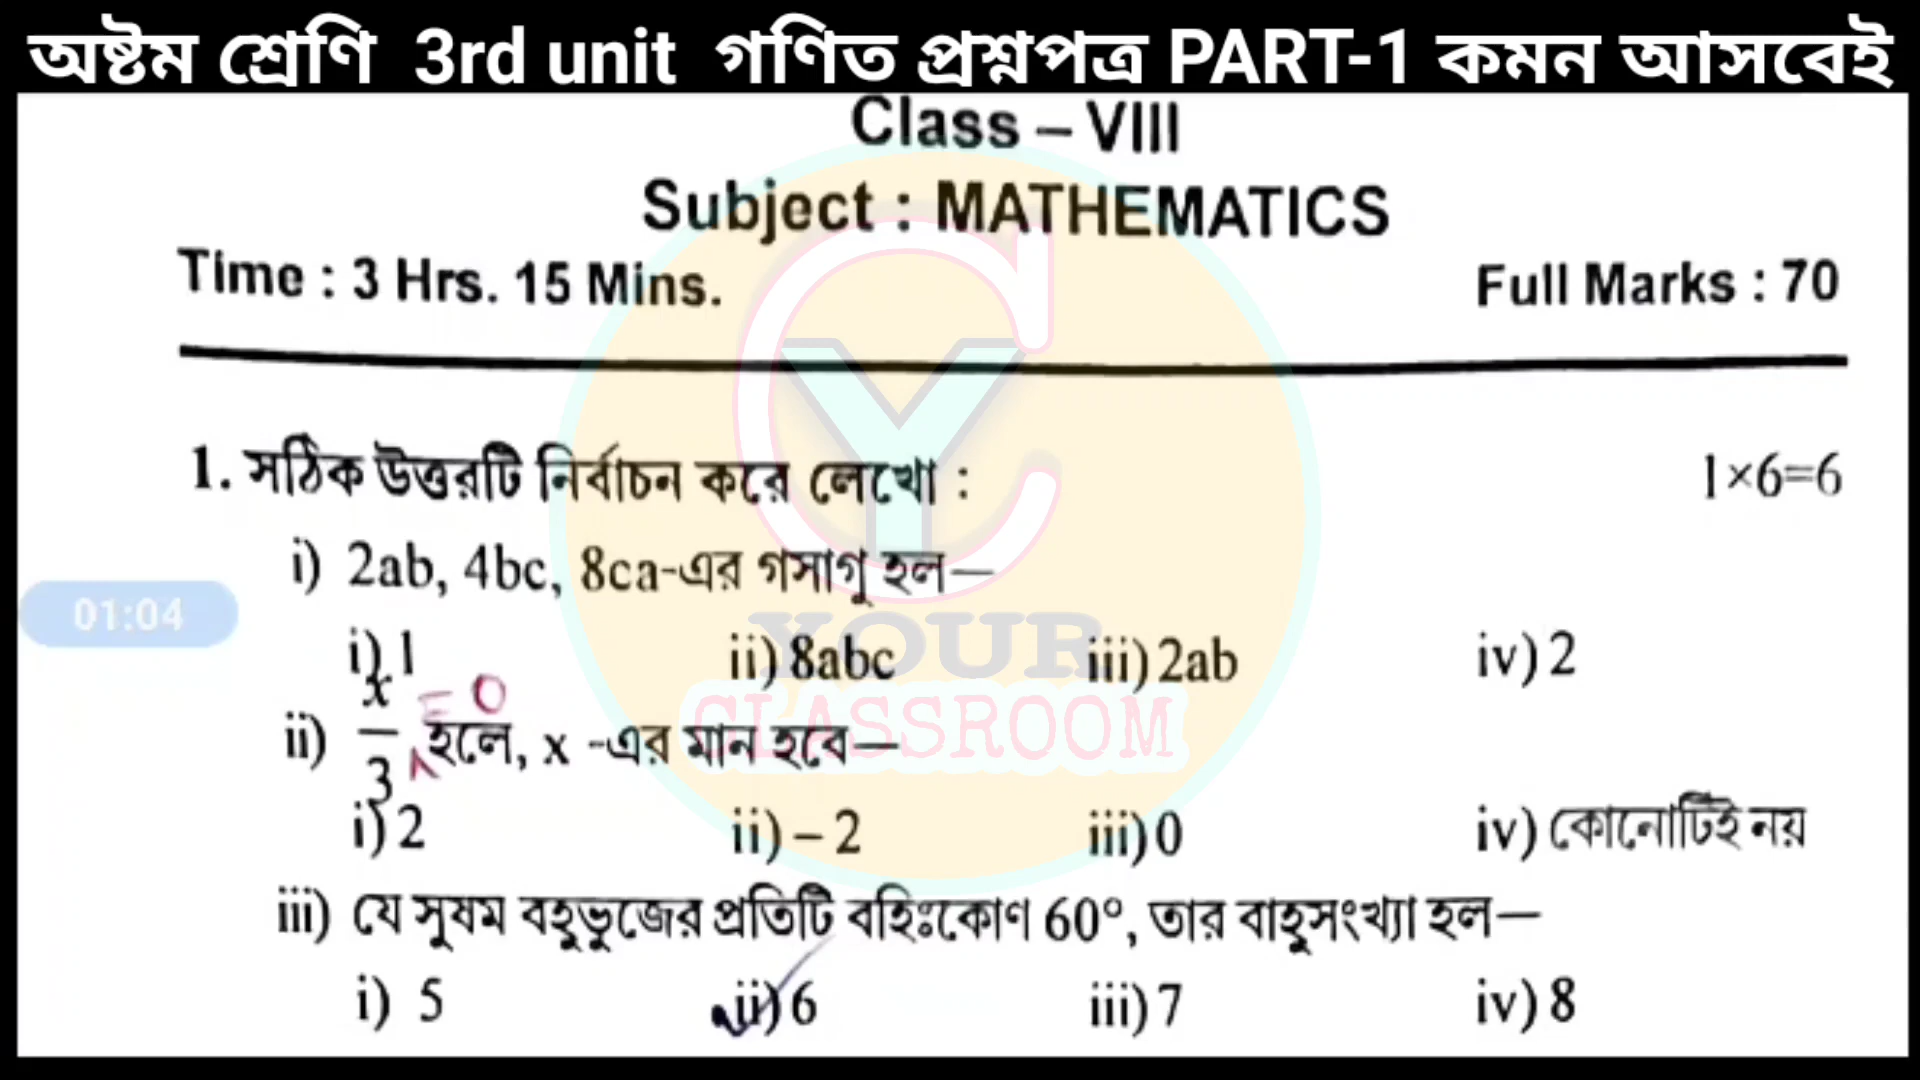 অষ্টম শ্রেণি 3rd unit গণিত প্রশ্নপত্র PART-1 কমন আসবেই
Class – VIII
Subject : MATHEMATICS
Time : 3 Hrs. 15 Mins. Full Marks : 70
1. সঠিক উত্তরটি নির্বাচন করে লেখো : 1×6=6
i) 2ab, 4bc, 8ca-এর গসাগু হল—
01:04
i) 1 ii) 8abc iii) 2ab iv) 2
YOUR
CLASSROOM
ii) x/3 = 0 হলে, x -এর মান হবে—
i) 2 ii) – 2 iii) 0 iv) কোনোটিই নয়
iii) যে সুষম বহুভুজের প্রতিটি বহিঃকোণ 60°, তার বাহুসংখ্যা হল—
i) 5 ii) 6 iii) 7 iv) 8